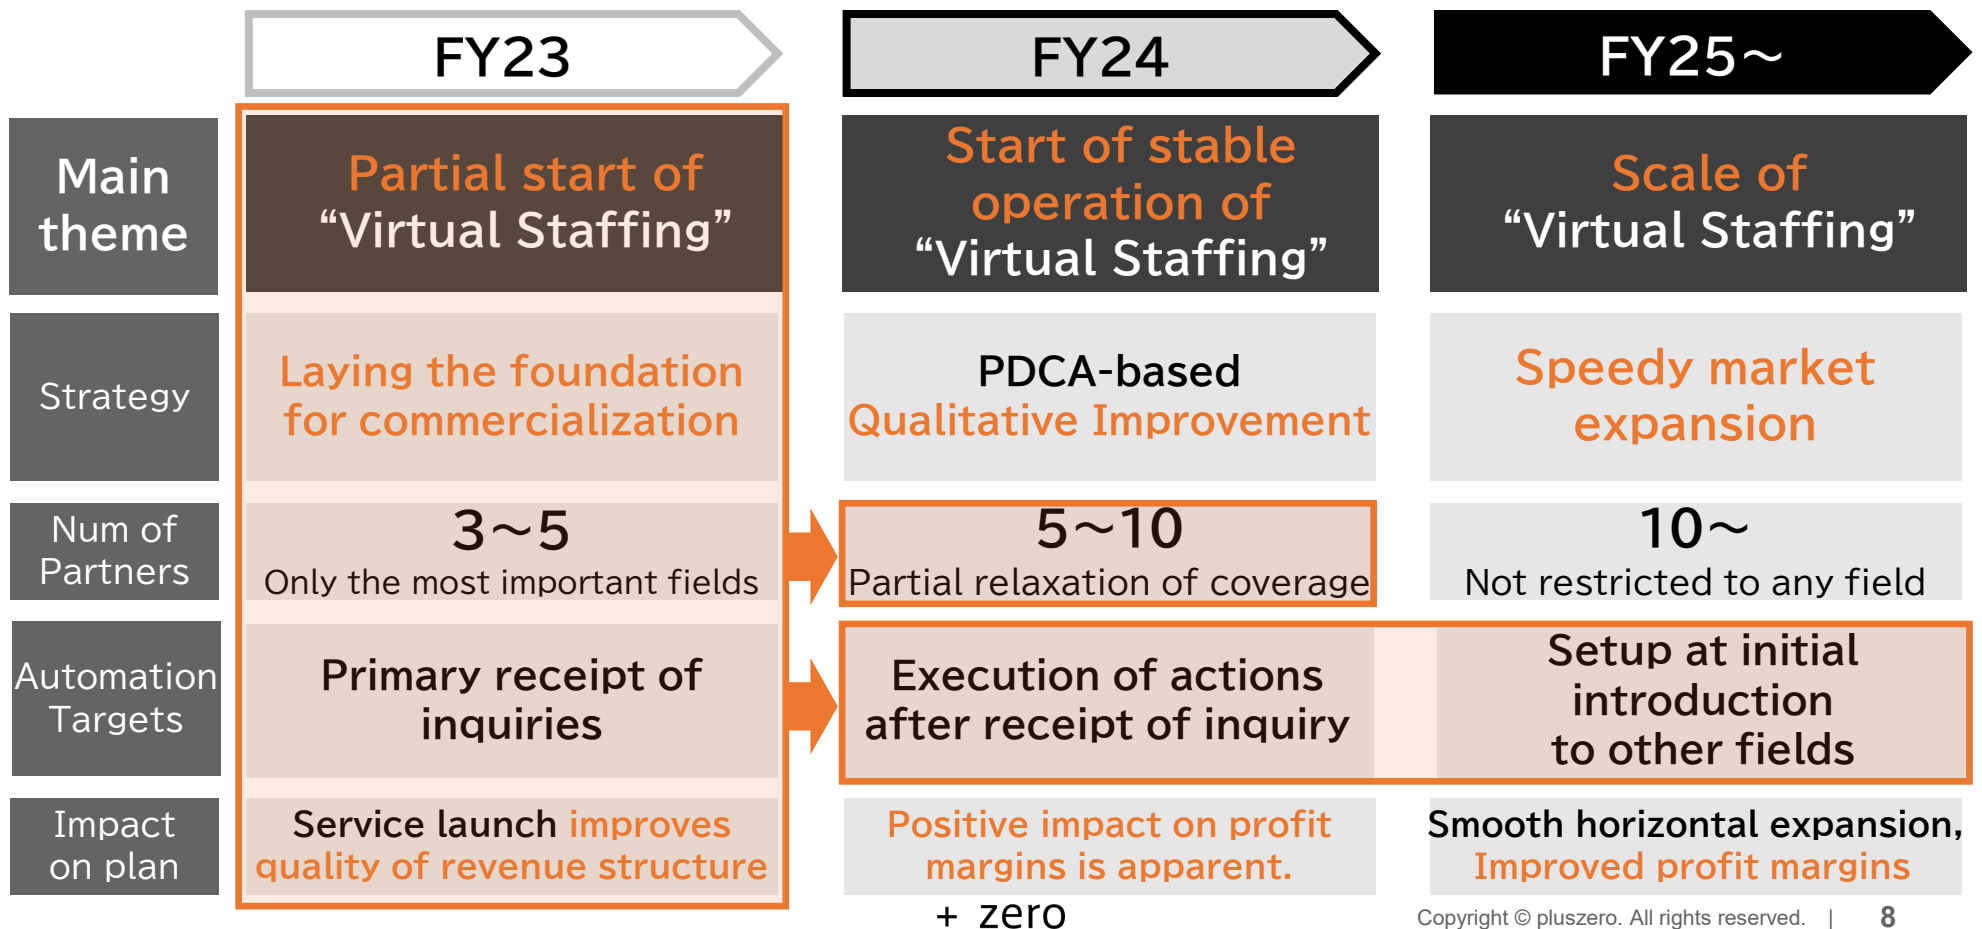 FY23
FY24
FY25～
Main
theme
Partial start of
“Virtual Staffing”
Start of stable
operation of
“Virtual Staffing”
Scale of
“Virtual Staffing”
Strategy
Laying the foundation
for commercialization
PDCA-based
Qualitative Improvement
Speedy market
expansion
Num of
Partners
3～5
Only the most important fields
5～10
Partial relaxation of coverage
10～
Not restricted to any field
Automation
Targets
Primary receipt of
inquiries
Execution of actions
after receipt of inquiry
Setup at initial
introduction
to other fields
Impact
on plan
Service launch improves
quality of revenue structure
Positive impact on profit
margins is apparent.
Smooth horizontal expansion,
Improved profit margins
+ zero
Copyright © pluszero. All rights reserved. | 8